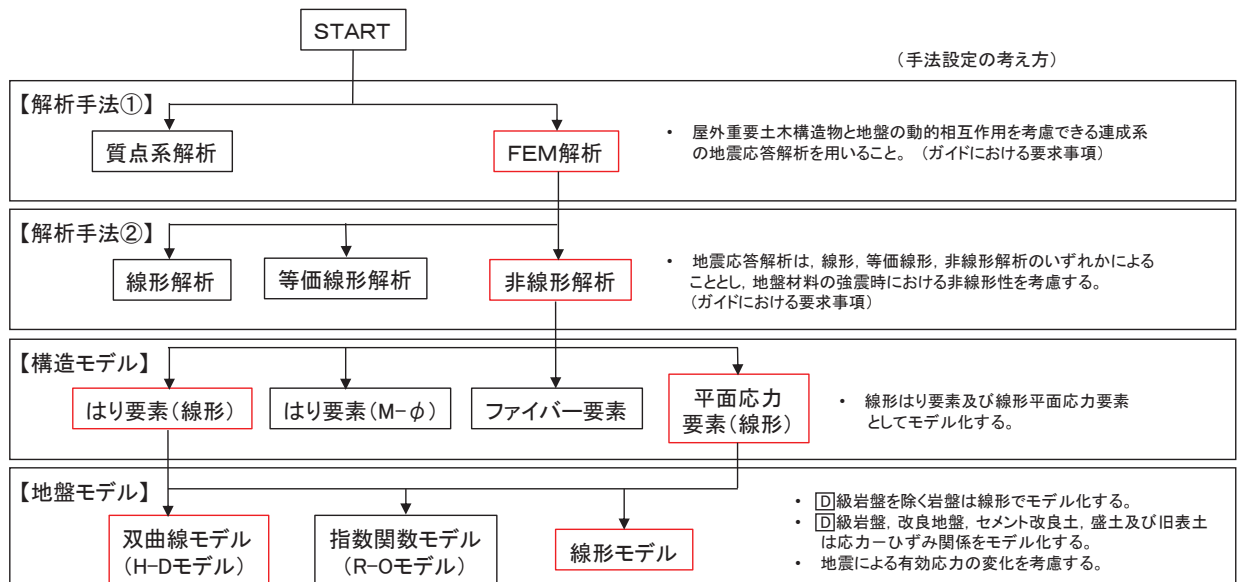 START
（手法設定の考え方）
【解析手法①】
質点系解析
FEM解析
・ 屋外重要土木構造物と地盤の動的相互作用を考慮できる連成系
の地震応答解析を用いること。（ガイドにおける要求事項）
【解析手法②】
線形解析
等価線形解析
非線形解析
・ 地震応答解析は，線形，等価線形，非線形解析のいずれかによる
こととし，地盤材料の強震時における非線形性を考慮する。
（ガイドにおける要求事項）
【構造モデル】
はり要素（線形）
はり要素（M-φ）
ファイバー要素
平面応力
要素（線形）
・ 線形はり要素及び線形平面応力要素
としてモデル化する。
【地盤モデル】
双曲線モデル
（H-Dモデル）
指数関数モデル
（R-Oモデル）
線形モデル
・ D級岩盤を除く岩盤は線形でモデル化する。
・ D級岩盤，改良地盤，セメント改良土，盛土及び旧表土
は応力ーひずみ関係をモデル化する。
・ 地震による有効応力の変化を考慮する。